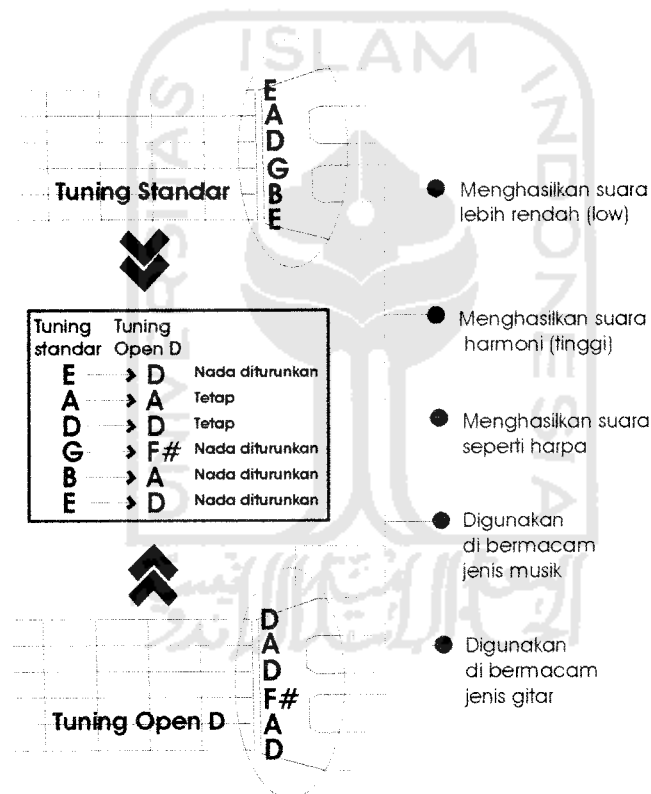 ISLAM
UNIVERSITAS
INDONESIA
E
A
D
G
B
E
Tuning Standar
Tuning Tuning
standar Open D
E D Nada diturunkan
A A Tetap
D D Tetap
G F# Nada diturunkan
B A Nada diturunkan
E D Nada diturunkan
D
A
D
F#
A
D
Tuning Open D
Menghasilkan suara
lebih rendah (low)
Menghasilkan suara
harmoni (tinggi)
Menghasilkan suara
seperti harpa
Digunakan
di bermacam
jenis musik
Digunakan
di bermacam
jenis gitar